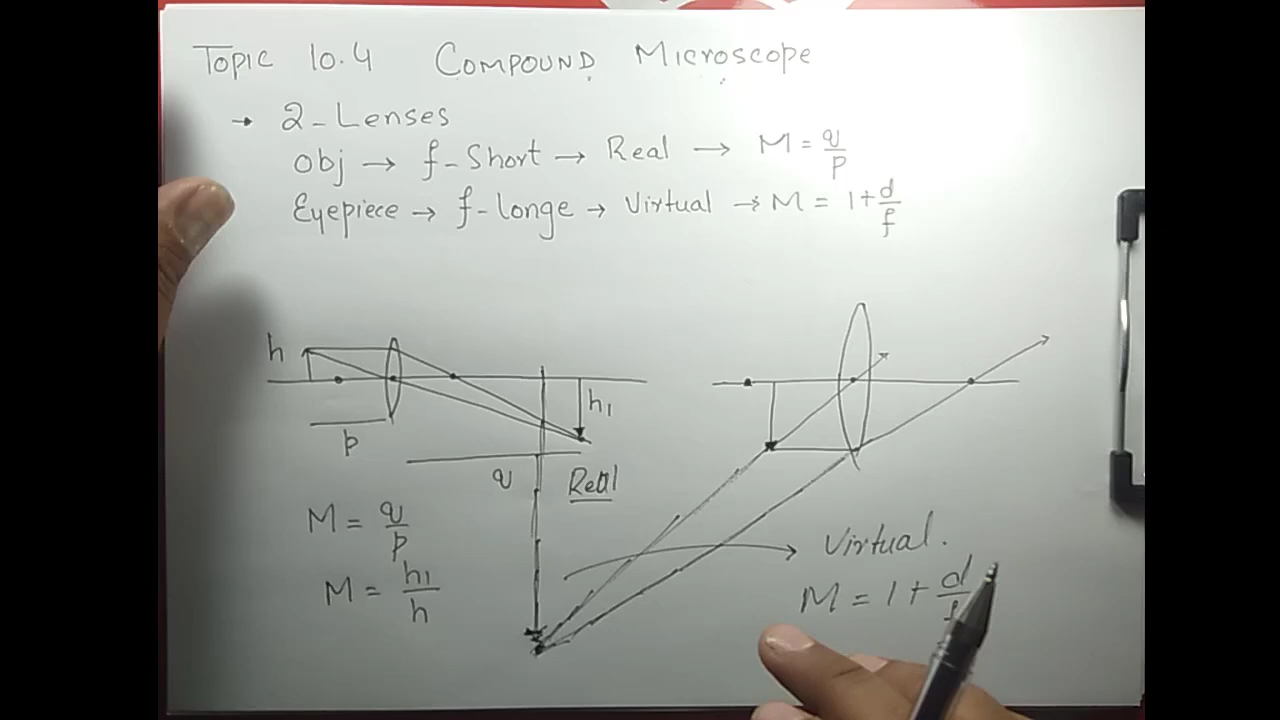 Topic 10.4 Compound Microscope
→ 2-Lenses
Obj → f-Short → Real → M = q/p
Eyepiece → f-longe → Virtual → M = 1+d/f
h
h1
p
q
Real
M = q/p
Virtual.
M = h1/h
M = 1+d/f